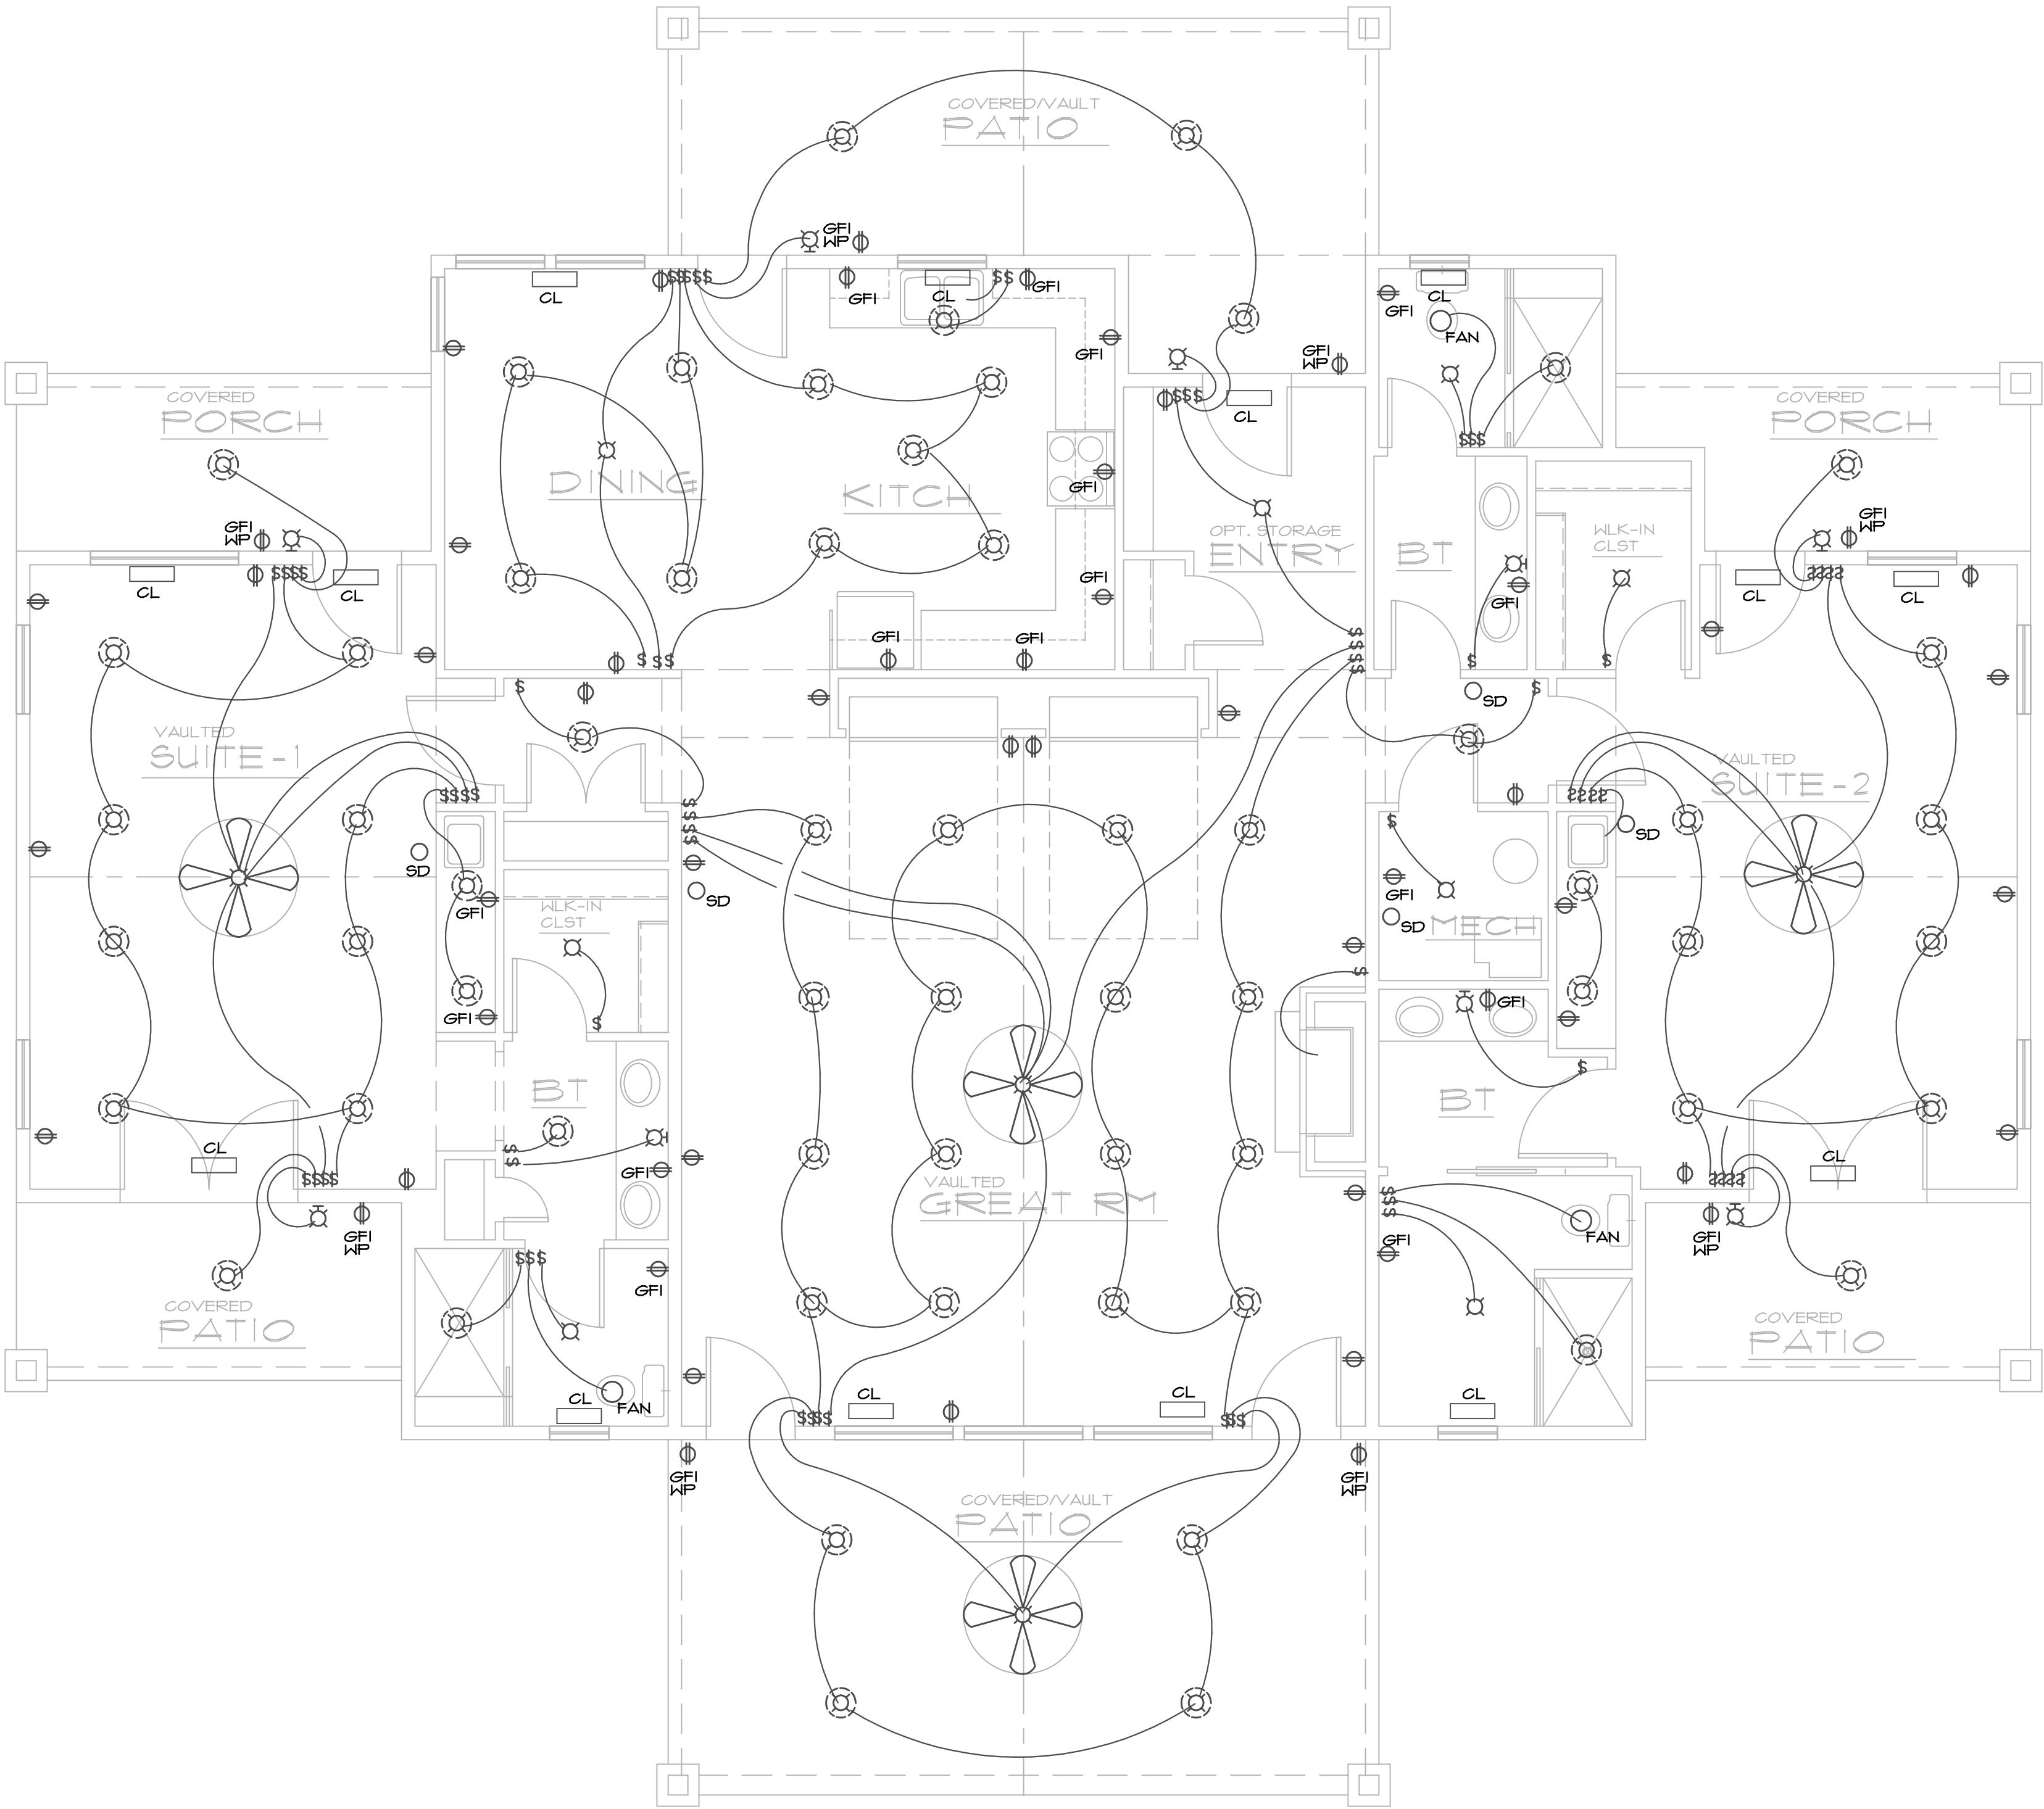 COVERED/VAULT
PATIO
GFI
WP
CL
GFI
CL
GFI
GFI
CL
FAN
GFI
GFI
WP
CL
COVERED
PORCH
COVERED
PORCH
DINING
KITCH
GFI
GFI
WP
OPT. STORAGE
ENTRY
BT
WLK-IN
CLST
GFI
WP
CL
CL
GFI
GFI
CL
CL
GFI
GFI
$
$
$
SD
VAULTED
SUITE-1
VAULTED
SUITE-2
SD
GFI
SD
WLK-IN
CLST
GFI
SD
SD
MECH
GFI
GFI
BT
BT
CL
GFI
CL
VAULTED
GREAT RM
GFI
WP
GFI
FAN
GFI
WP
COVERED
PATIO
GFI
COVERED
PATIO
CL
FAN
CL
CL
CL
GFI
WP
GFI
WP
COVERED/VAULT
PATIO